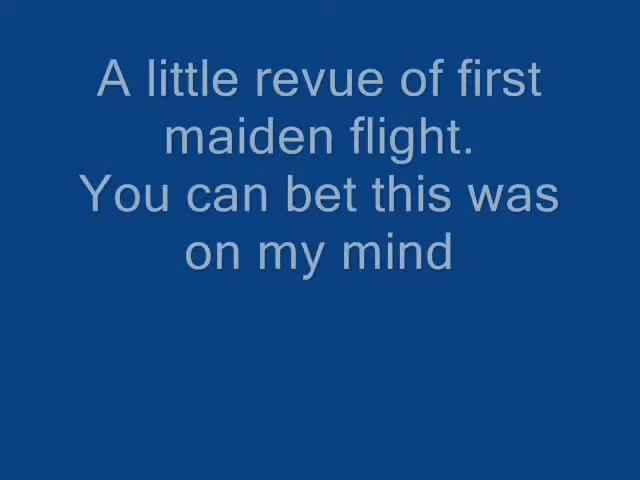 A little revue of first
maiden flight.
You can bet this was
on my mind